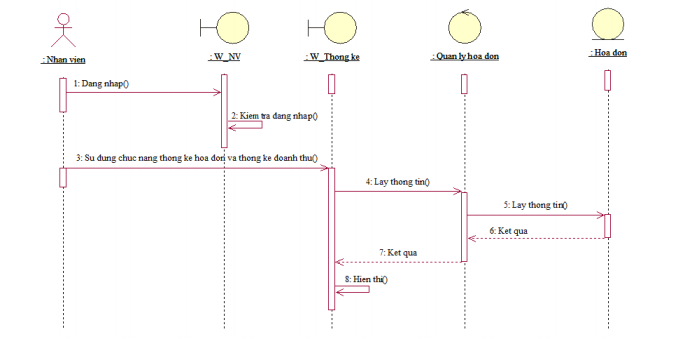 : Nhan vien
: W_NV
: W_Thong ke
: Quan ly hoa don
: Hoa don
1: Dang nhap()
2: Kiem tra dang nhap()
3: Su dung chuc nang thong ke hoa don va thong ke doanh thu()
4: Lay thong tin()
5: Lay thong tin()
6: Ket qua
7: Ket qua
8: Hien thi()